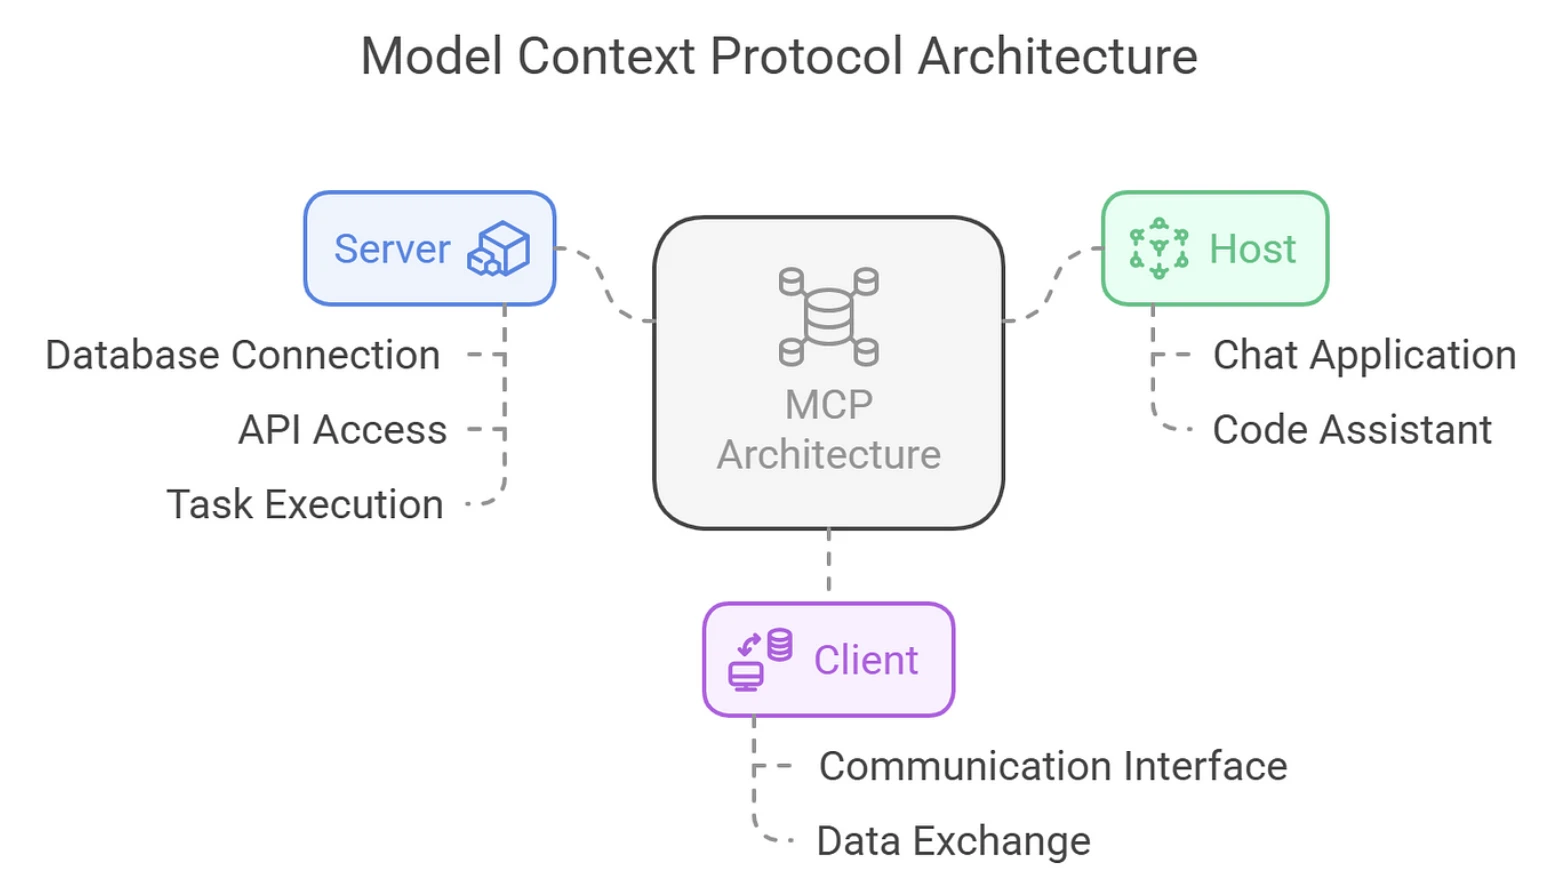 Model Context Protocol Architecture
Server
Database Connection
API Access
Task Execution
MCP
Architecture
Host
Chat Application
Code Assistant
Client
Communication Interface
Data Exchange